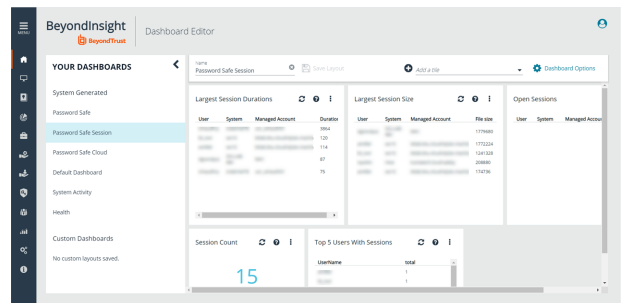 MENU
BeyondInsight
BeyondTrust
Dashboard Editor
YOUR DASHBOARDS
System Generated
Password Safe
Password Safe Session
Password Safe Cloud
Default Dashboard
System Activity
Health
Custom Dashboards
No custom layouts saved.
Name
Password Safe Session
Save Layout
Add a tile
Dashboard Options
Largest Session Durations
User System Managed Account Duration
3864
120
114
87
75
Largest Session Size
User System Managed Account File size
1779680
1772224
1241328
209880
174736
Open Sessions
User System Managed Accou
Session Count
15
Top 5 Users With Sessions
UserName total
1
1